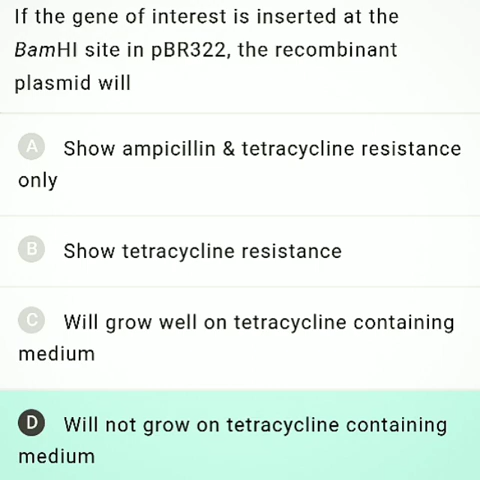 If the gene of interest is inserted at the
BamHI site in pBR322, the recombinant
plasmid will
A Show ampicillin & tetracycline resistance
only
B Show tetracycline resistance
C Will grow well on tetracycline containing
medium
D Will not grow on tetracycline containing
medium